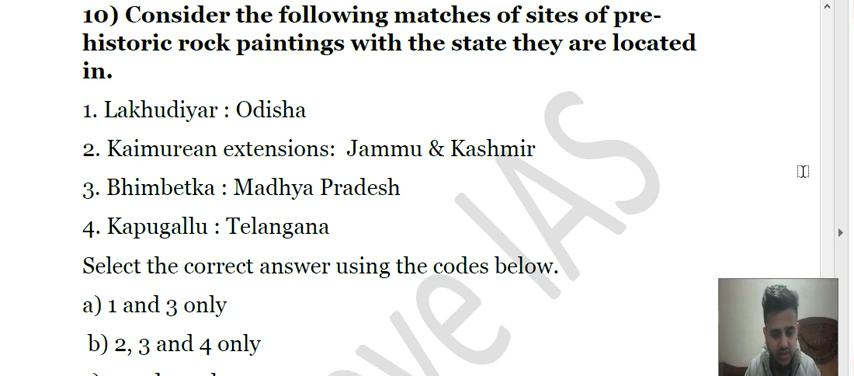 10) Consider the following matches of sites of pre-
historic rock paintings with the state they are located
in.
1. Lakhudiyar : Odisha
2. Kaimurean extensions: Jammu & Kashmir
3. Bhimbetka : Madhya Pradesh
4. Kapugallu : Telangana
Select the correct answer using the codes below.
a) 1 and 3 only
b) 2, 3 and 4 only
IAS